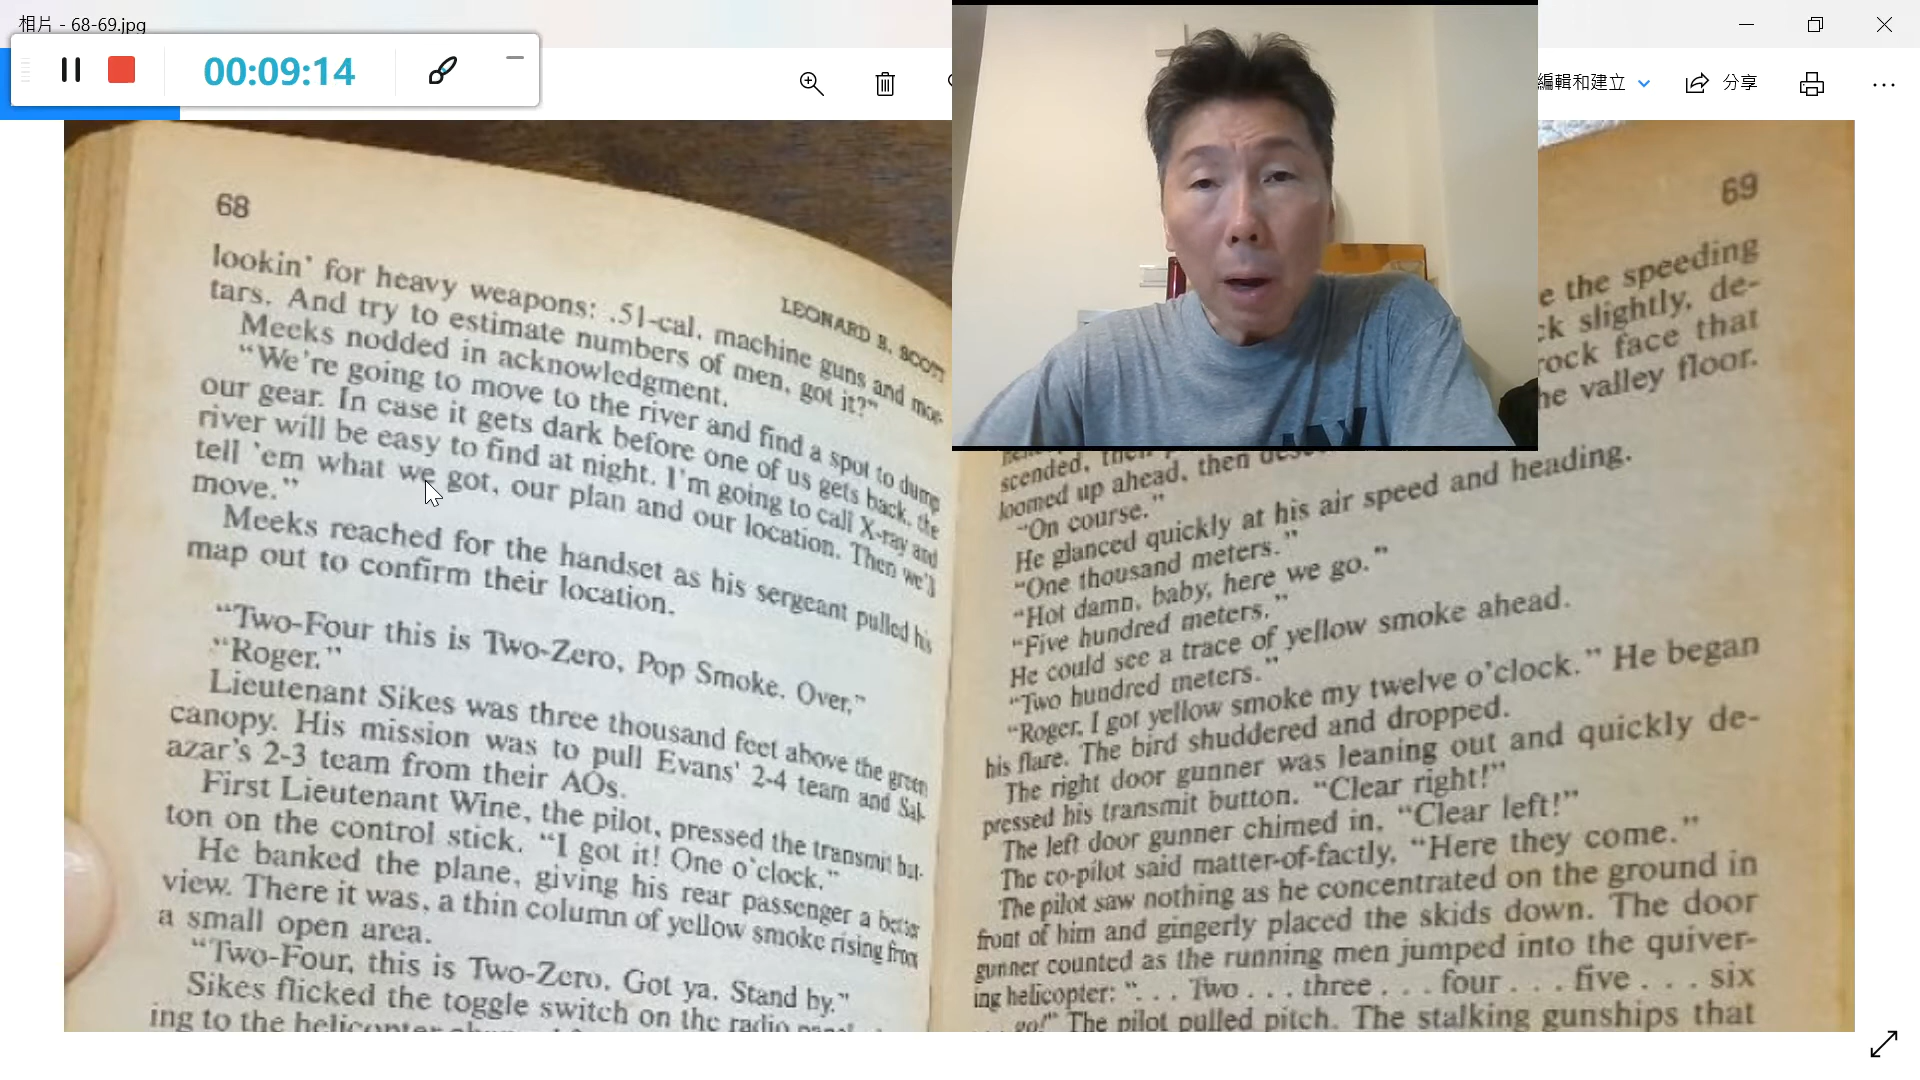 相片 - 68-69.jpg
00:09:14
編輯和建立
分享
68
LEONARD B. SCOTT
lookin' for heavy weapons: .51-cal. machine guns and mor-
tars. And try to estimate numbers of men, got it?"
Meeks nodded in acknowledgment.
"We're going to move to the river and find a spot to dump
our gear. In case it gets dark before one of us gets back, the
river will be easy to find at night. I'm going to call X-ray and
tell 'em what we got, our plan and our location. Then we'll
move."
Meeks reached for the handset as his sergeant pulled his
map out to confirm their location.
"Two-Four this is Two-Zero, Pop Smoke. Over."
"Roger."
Lieutenant Sikes was three thousand feet above the green
canopy. His mission was to pull Evans' 2-4 team and Sal-
azar's 2-3 team from their AOs.
First Lieutenant Wine, the pilot, pressed the transmit but-
ton on the control stick. "I got it! One o'clock."
He banked the plane, giving his rear passenger a better
view. There it was, a thin column of yellow smoke rising from
a small open area.
"Two-Four, this is Two-Zero. Got ya. Stand by."
Sikes flicked the toggle switch on the radio
ing to the helicopter
69
the speeding
slightly, de-
rock face that
the valley floor.
scended, then
loomed up ahead, then
"On course."
He glanced quickly at his air speed and heading.
"One thousand meters."
"Hot damn, baby, here we go."
"Five hundred meters."
He could see a trace of yellow smoke ahead.
"Two hundred meters."
"Roger, I got yellow smoke my twelve o'clock." He began
his flare. The bird shuddered and dropped.
The right door gunner was leaning out and quickly de-
pressed his transmit button. "Clear right!"
The left door gunner chimed in, "Clear left!"
The co-pilot said matter-of-factly, "Here they come."
The pilot saw nothing as he concentrated on the ground in
front of him and gingerly placed the skids down. The door
gunner counted as the running men jumped into the quiver-
ing helicopter: ". . . Two . . . three . . . four . . . five . . . six
go!" The pilot pulled pitch. The stalking gunships that